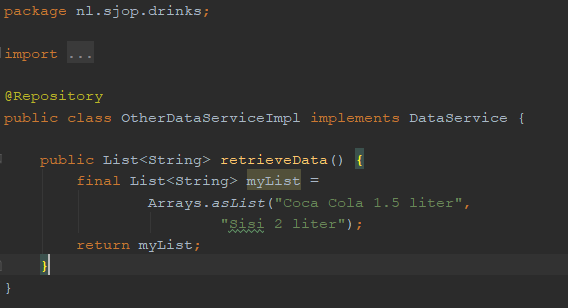 package nl.sjop.drinks;
import ...
@Repository
public class OtherDataServiceImpl implements DataService {
public List<String> retrieveData() {
final List<String> myList =
Arrays.asList("Coca Cola 1.5 liter",
"Sisi 2 liter");
return myList;
}
}